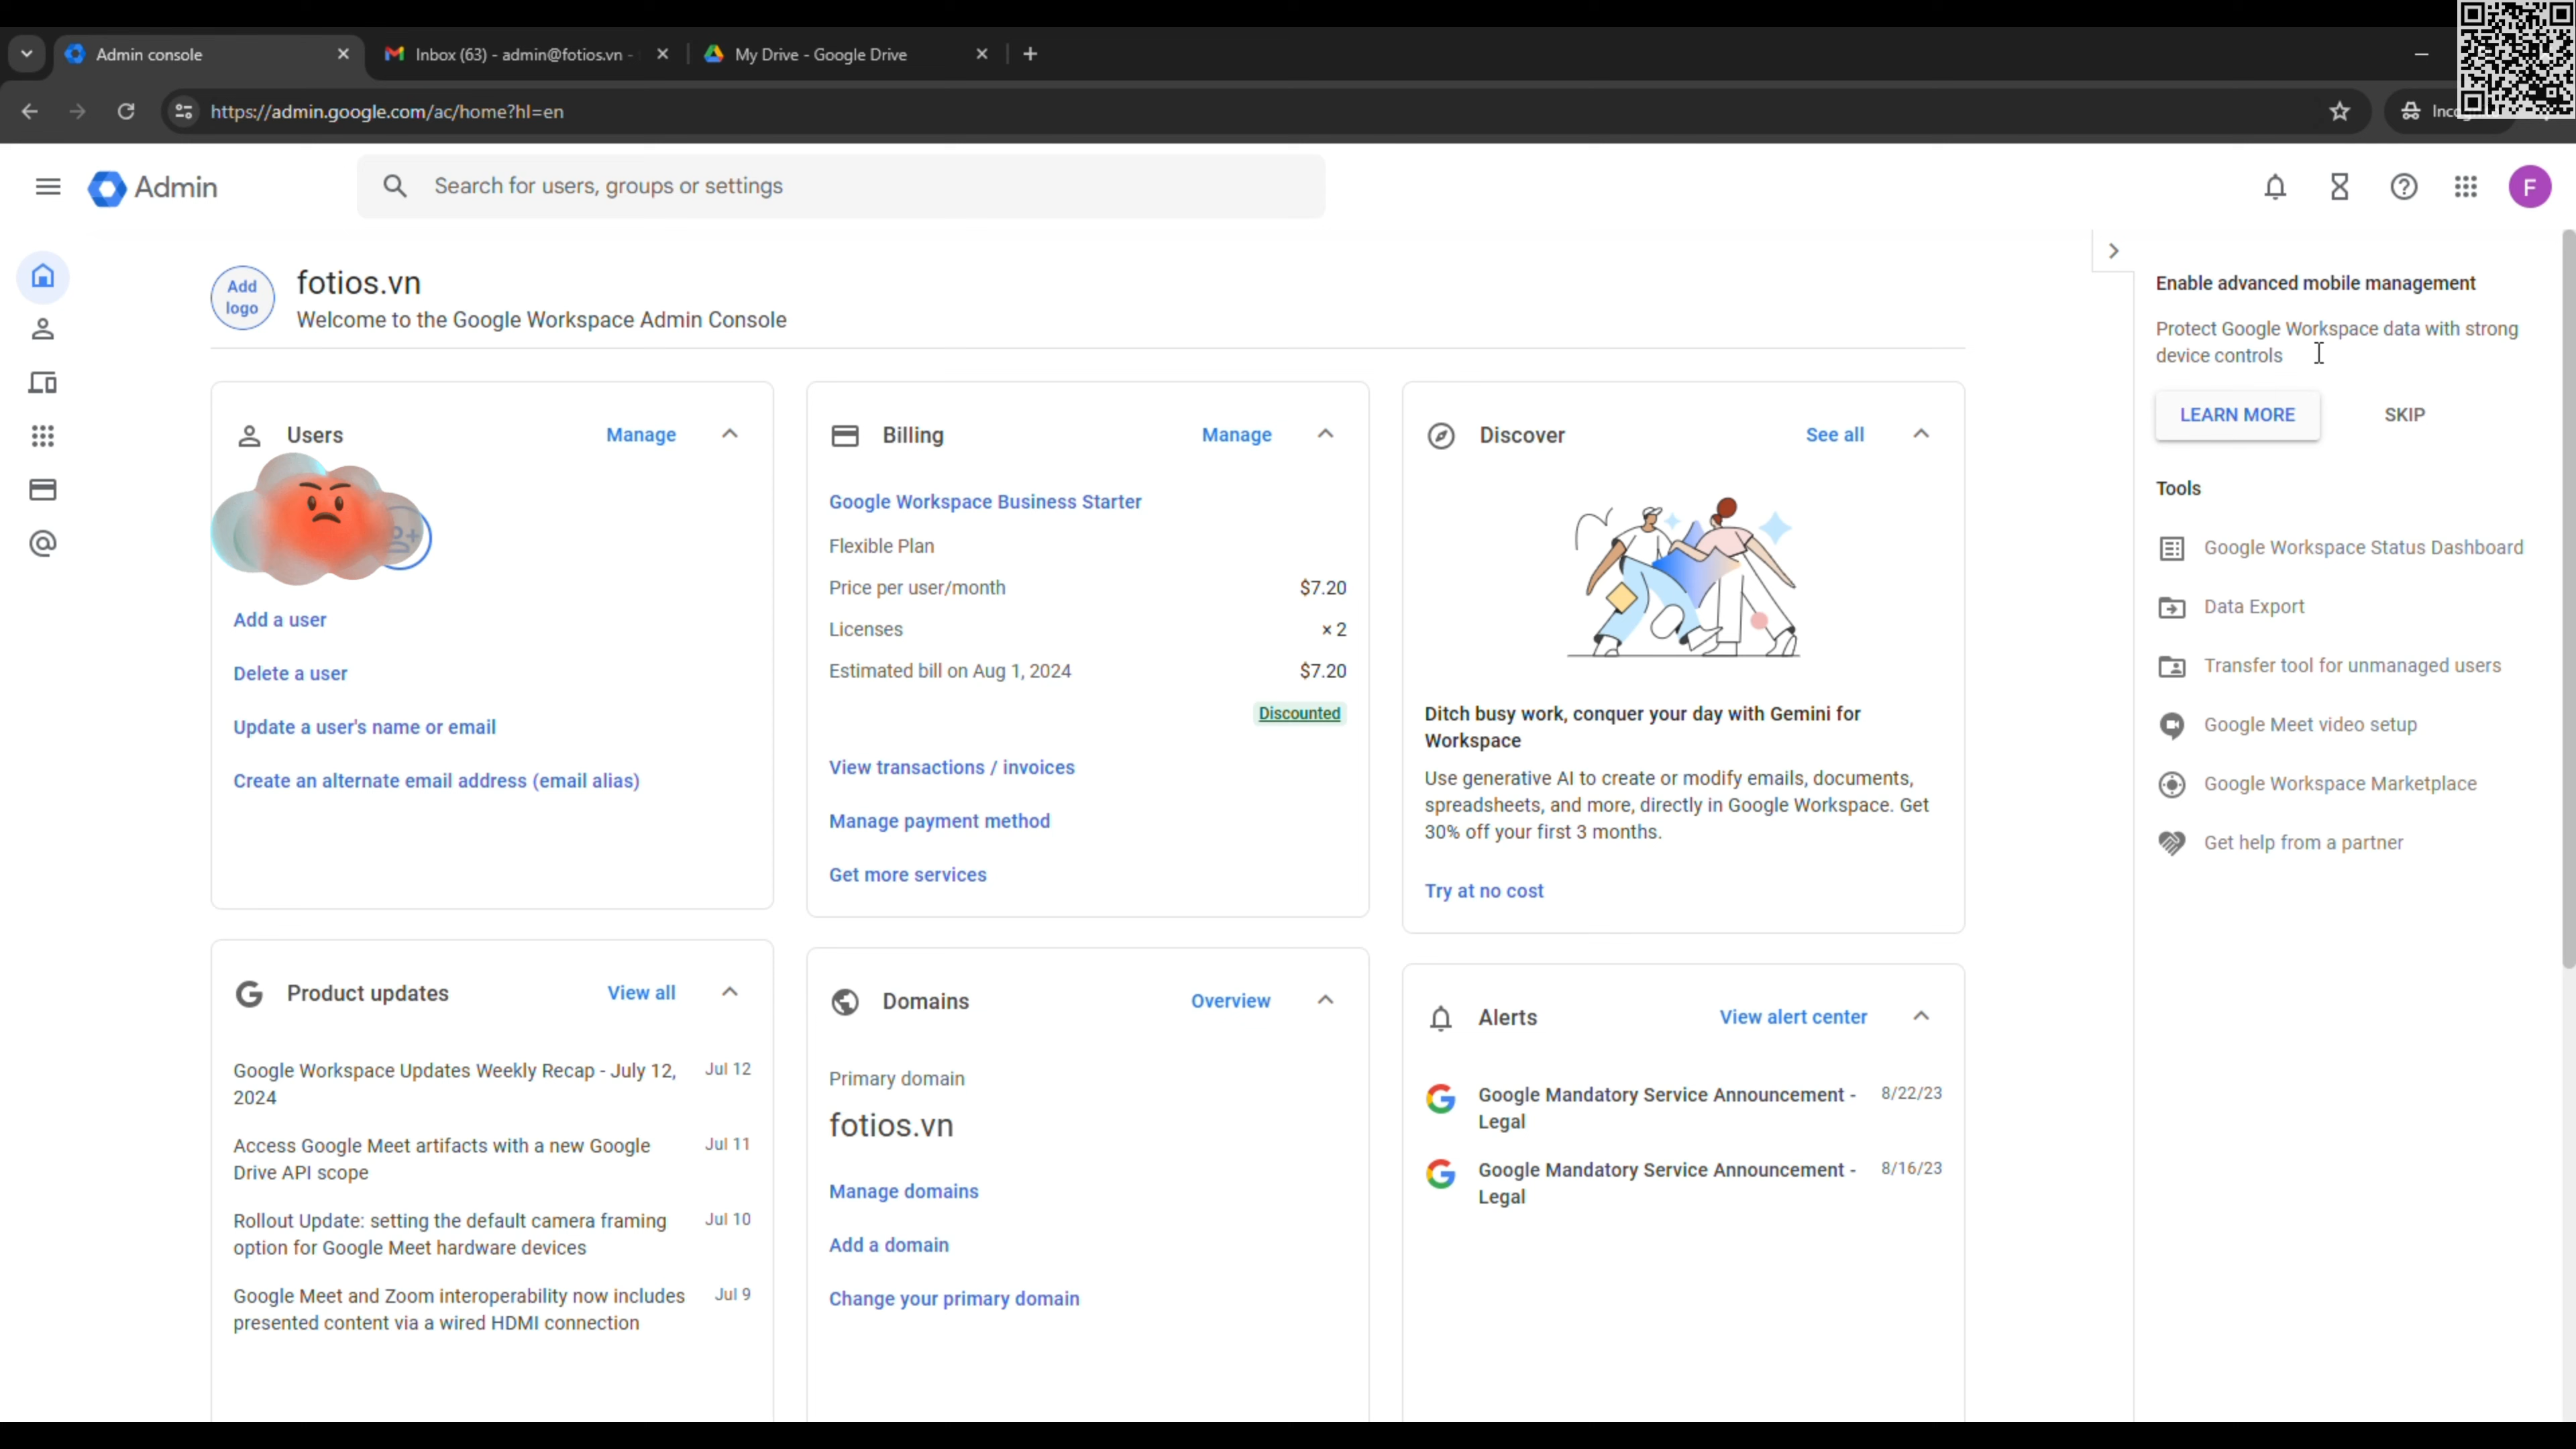 Admin console
Inbox (63) - admin@fotios.vn -
My Drive - Google Drive
https://admin.google.com/ac/home?hl=en
Admin
Search for users, groups or settings
F
Add
logo
fotios.vn
Welcome to the Google Workspace Admin Console
Users
Manage
Add a user
Delete a user
Update a user's name or email
Create an alternate email address (email alias)
Billing
Manage
Google Workspace Business Starter
Flexible Plan
Price per user/month $7.20
Licenses × 2
Estimated bill on Aug 1, 2024 $7.20
Discounted
View transactions / invoices
Manage payment method
Get more services
Discover
See all
Ditch busy work, conquer your day with Gemini for
Workspace
Use generative AI to create or modify emails, documents,
spreadsheets, and more, directly in Google Workspace. Get
30% off your first 3 months.
Try at no cost
Product updates
View all
Google Workspace Updates Weekly Recap - July 12, Jul 12
2024
Access Google Meet artifacts with a new Google Jul 11
Drive API scope
Rollout Update: setting the default camera framing Jul 10
option for Google Meet hardware devices
Google Meet and Zoom interoperability now includes Jul 9
presented content via a wired HDMI connection
Domains
Overview
Primary domain
fotios.vn
Manage domains
Add a domain
Change your primary domain
Alerts
View alert center
Google Mandatory Service Announcement - 8/22/23
Legal
Google Mandatory Service Announcement - 8/16/23
Legal
Enable advanced mobile management
Protect Google Workspace data with strong
device controls
LEARN MORE
SKIP
Tools
Google Workspace Status Dashboard
Data Export
Transfer tool for unmanaged users
Google Meet video setup
Google Workspace Marketplace
Get help from a partner